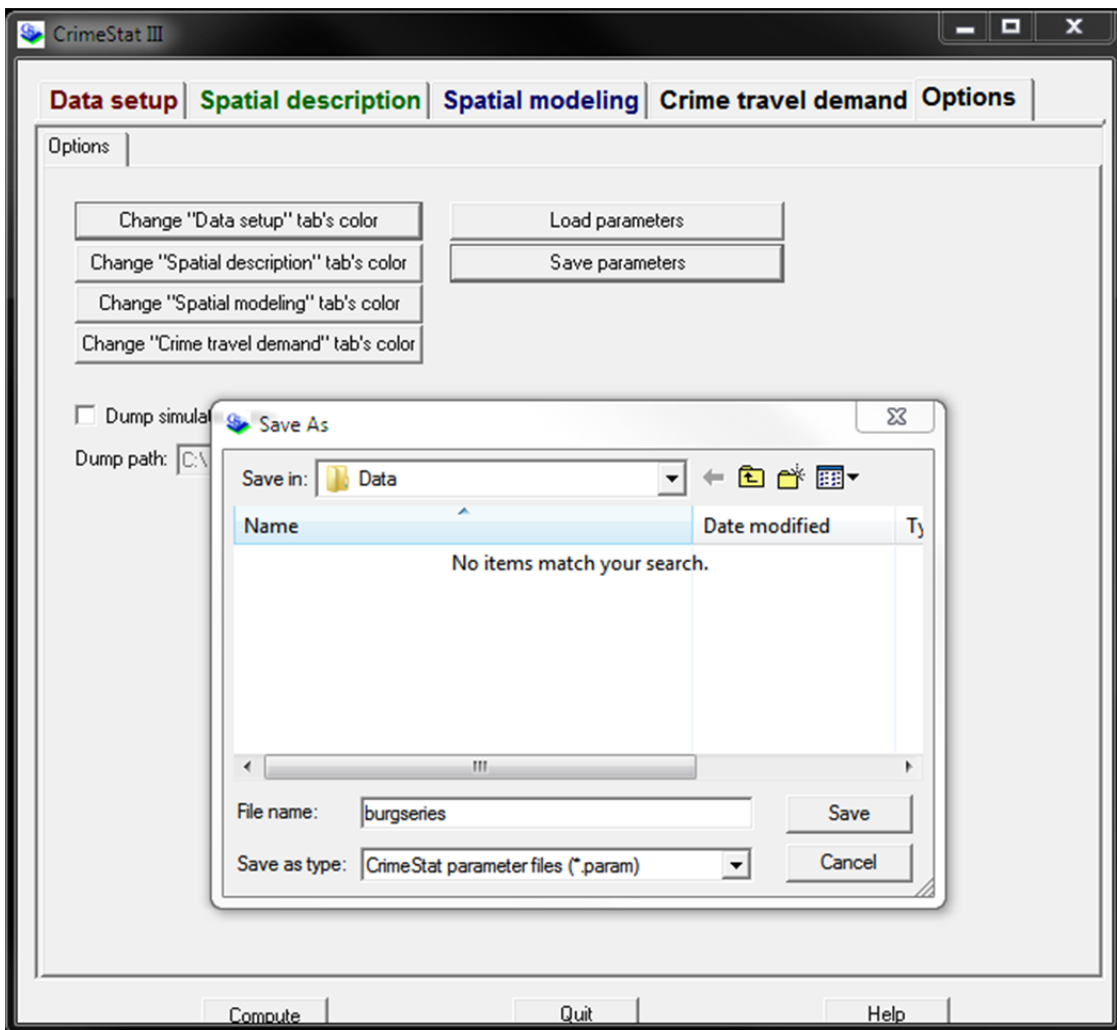 CrimeStat III
Data setup Spatial description Spatial modeling Crime travel demand Options
Options
Change "Data setup" tab's color Load parameters
Change "Spatial description" tab's color Save parameters
Change "Spatial modeling" tab's color
Change "Crime travel demand" tab's color
Dump
Save As
Dump path: C:\
Save in: Data
Name Date modified
No items match your search.
File name: burgseries Save
Save as type: CrimeStat parameter files (*.param) Cancel
Compute Quit Help